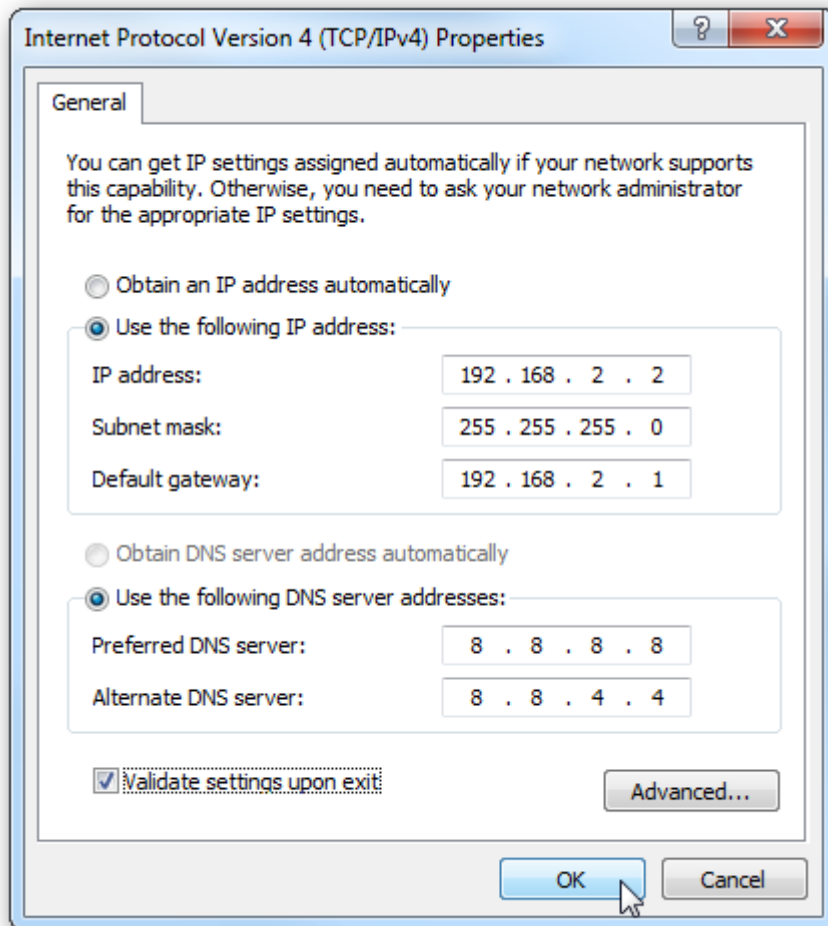 Internet Protocol Version 4 (TCP/IPv4) Properties
General
You can get IP settings assigned automatically if your network supports
this capability. Otherwise, you need to ask your network administrator
for the appropriate IP settings.
Obtain an IP address automatically
Use the following IP address:
IP address: 192 . 168 . 2 . 2
Subnet mask: 255 . 255 . 255 . 0
Default gateway: 192 . 168 . 2 . 1
Obtain DNS server address automatically
Use the following DNS server addresses:
Preferred DNS server: 8 . 8 . 8 . 8
Alternate DNS server: 8 . 8 . 4 . 4
Validate settings upon exit
Advanced...
OK Cancel